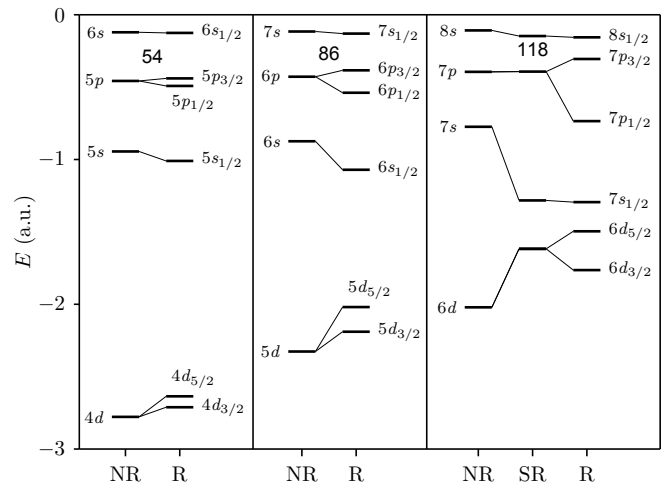 0
−1
−2
−3
E (a.u.)
54
6s 6s1/2
5p 5p3/2
5p1/2
5s 5s1/2
4d5/2
4d 4d3/2
NR R
86
7s 7s1/2
6p 6p3/2
6p1/2
6s 6s1/2
5d5/2
5d3/2
5d
NR R
118
8s 8s1/2
7p3/2
7p
7p1/2
7s
7s1/2
6d5/2
6d3/2
6d
NR SR R